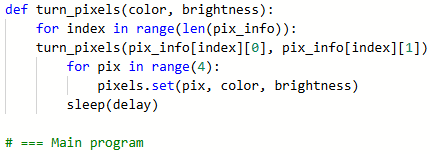 def turn_pixels(color, brightness):
    for index in range(len(pix_info)):
    turn_pixels(pix_info[index][0], pix_info[index][1])
        for pix in range(4):
            pixels.set(pix, color, brightness)
        sleep(delay)
# === Main program